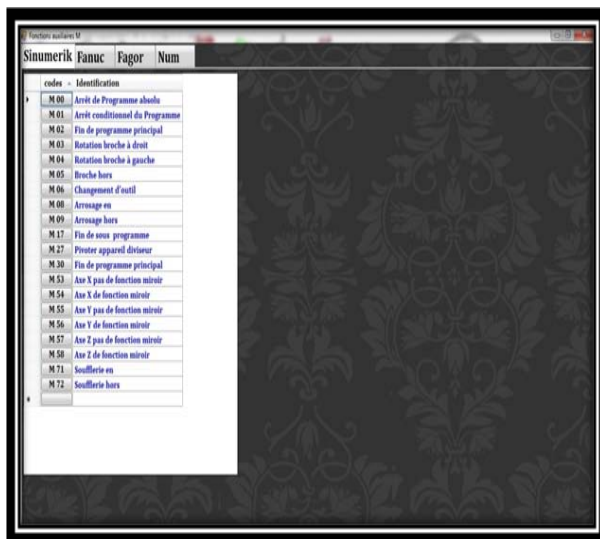 Fonctions auxiliaires M
Sinumerik Fanuc Fagor Num
codes Identification
M 00 Arrêt de Programme absolu
M 01 Arrêt conditionnel du Programme
M 02 Fin de programme principal
M 03 Rotation broche à droit
M 04 Rotation broche à gauche
M 05 Broche hors
M 06 Changement d'outil
M 08 Arrosage en
M 09 Arrosage hors
M 17 Fin de sous programme
M 27 Pivoter appareil diviseur
M 30 Fin de programme principal
M 53 Axe X pas de fonction miroir
M 54 Axe X de fonction miroir
M 55 Axe Y pas de fonction miroir
M 56 Axe Y de fonction miroir
M 57 Axe Z pas de fonction miroir
M 58 Axe Z de fonction miroir
M 71 Soufflerie en
M 72 Soufflerie hors